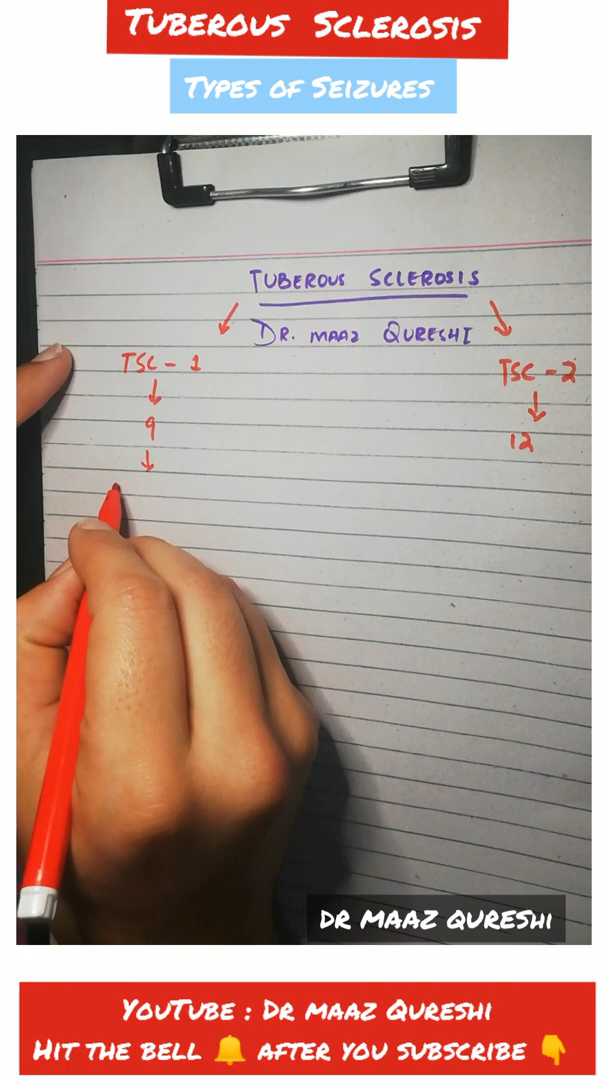 TUBEROUS SCLEROSIS
TYPES OF SEIZURES
TUBEROUS SCLEROSIS
DR. MAAZ QURESHI
TSC - 1
TSC - 2
9
12
DR MAAZ QURESHI
YOUTUBE : DR MAAZ QURESHI
HIT THE BELL 🔔 AFTER YOU SUBSCRIBE 👇